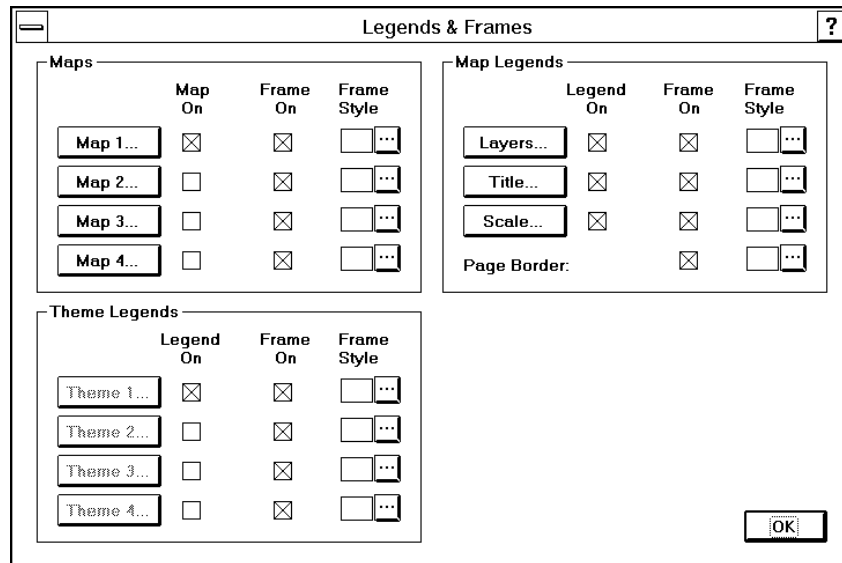 Legends & Frames
?
Maps
Map Frame Frame
On On Style
Map 1... ...
Map 2... ...
Map 3... ...
Map 4... ...
Map Legends
Legend Frame Frame
On On Style
Layers... ...
Title... ...
Scale... ...
Page Border: ...
Theme Legends
Legend Frame Frame
On On Style
Theme 1... ...
Theme 2... ...
Theme 3... ...
Theme 4... ...
OK